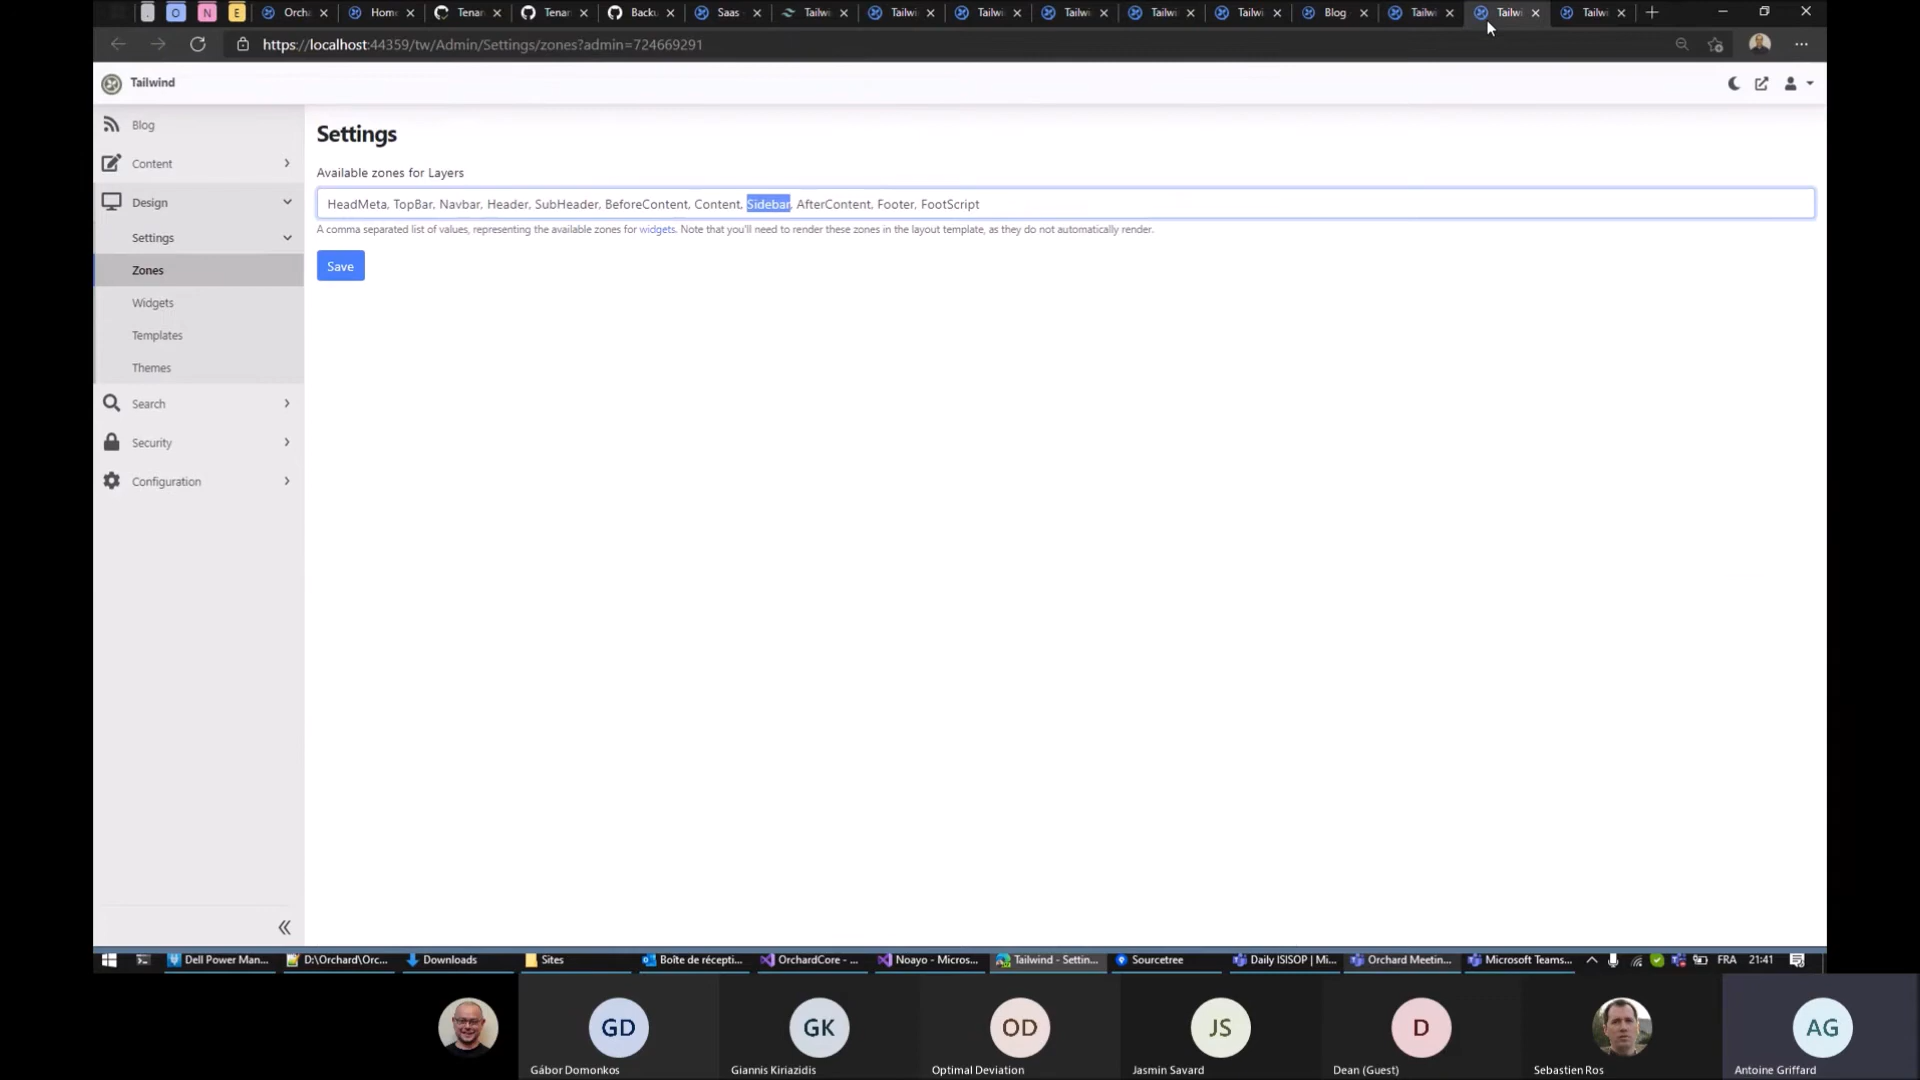 O N E Orch Home Tenar Tenan Backu Saas Tailwi Tailwi Tailwi Tailwi Tailwi Tailwi Blog Tailwi Tailwi Tailwi
https://localhost:44359/tw/Admin/Settings/zones?admin=724669291
Tailwind
Blog
Content
Design
Settings
Zones
Widgets
Templates
Themes
Search
Security
Configuration
Settings
Available zones for Layers
HeadMeta, TopBar, Navbar, Header, SubHeader, BeforeContent, Content, Sidebar, AfterContent, Footer, FootScript
A comma separated list of values, representing the available zones for widgets. Note that you'll need to render these zones in the layout template, as they do not automatically render.
Save
Dell Power Man... D:\Orchard\Orc... Downloads Sites Boîte de récepti... OrchardCore - ... Noayo - Micros... Tailwind - Settin... Sourcetree Daily ISISOP | Mi... Orchard Meetin... Microsoft Teams... FRA 21:41
GD GK OD JS D AG
Gábor Domonkos Giannis Kiriazidis Optimal Deviation Jasmin Savard Dean (Guest) Sebastien Ros Antoine Griffard